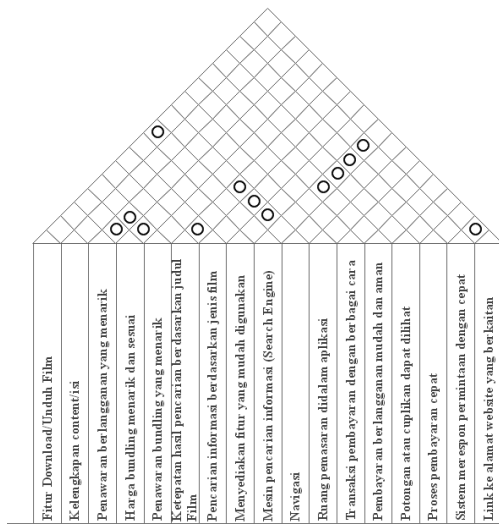 Fitur Download/Unduh Film
Kelengkapan content/isi
Penawaran berlangganan yang menarik
Harga bundling menarik dan sesuai
Penawaran bundling yang menarik
Ketepatan hasil pencarian berdasarkan judul
Film
Pencarian informasi berdasarkan jenis film
Menyediakan fitur yang mudah digunakan
Mesin pencarian informasi (Search Engine)
Navigasi
Ruang pemasaran didalam aplikasi
Transaksi pembayaran dengan berbagai cara
Pembayaran berlangganan mudah dan aman
Potongan atau cuplikan dapat dilihat
Proses pembayaran cepat
Sistem merespon permintaan dengan cepat
Link ke alamat website yang berkaitan